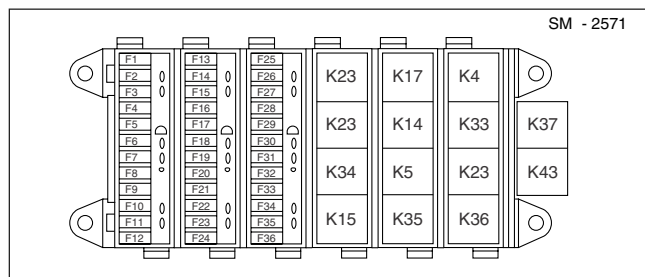 SM - 2571
F1 F13 F25
F2 F14 F26 K23 K17 K4
F3 F15 F27
F4 F16 F28
F5 F17 F29 K23 K14 K33 K37
F6 F18 F30
F7 F19 F31
F8 F20 F32 K34 K5 K23 K43
F9 F21 F33
F10 F22 F34
F11 F23 F35 K15 K35 K36
F12 F24 F36